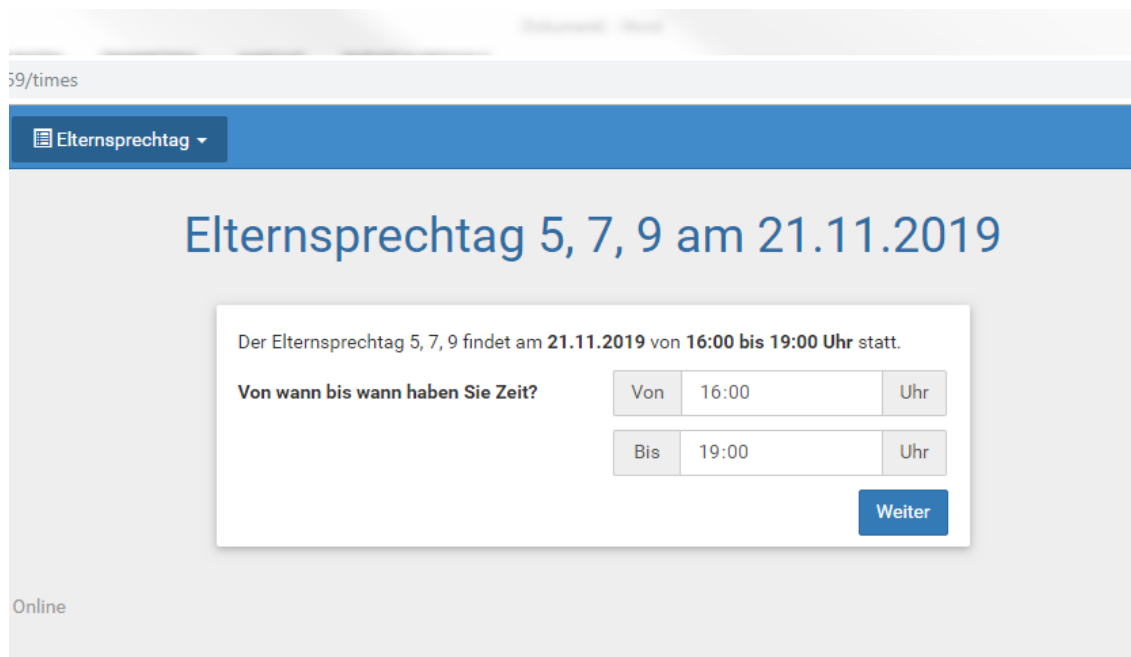 59/times
Elternsprechtag
Elternsprechtag 5, 7, 9 am 21.11.2019
Der Elternsprechtag 5, 7, 9 findet am 21.11.2019 von 16:00 bis 19:00 Uhr statt.
Von wann bis wann haben Sie Zeit? Von 16:00 Uhr
Bis 19:00 Uhr
Weiter
Online